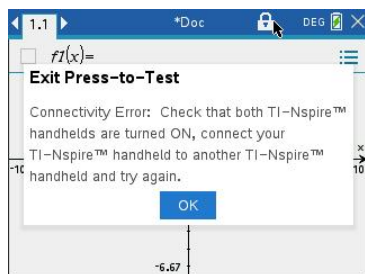 1.1 *Doc DEG
f1(x)=
Exit Press-to-Test
Connectivity Error: Check that both TI-Nspire™
handhelds are turned ON, connect your
TI-Nspire™ handheld to another TI-Nspire™
handheld and try again.
x
-10 10
OK
-6.67